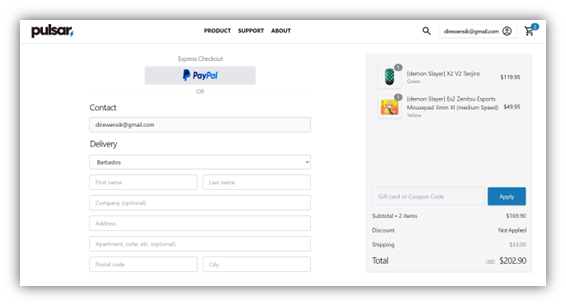 pulsar.
PRODUCT SUPPORT ABOUT
direwensik@gmail.com
2
Express Checkout
PayPal
OR
Contact
direwensik@gmail.com
Delivery
Barbados
First name
Last name
Company (optional)
Address
Apartment, suite, etc. (optional)
Postal code
City
1
[demon Slayer] X2 V2 Tanjiro
Green
$119.95
1
[demon Slayer] Es2 Zenitsu Esports
Mousepad 3mm Xl (medium Speed)
Yellow
$49.95
Gift card or Coupon Code
Apply
Subtotal • 2 items $169.90
Discount Not Applied
Shipping $33.00
Total USD $202.90